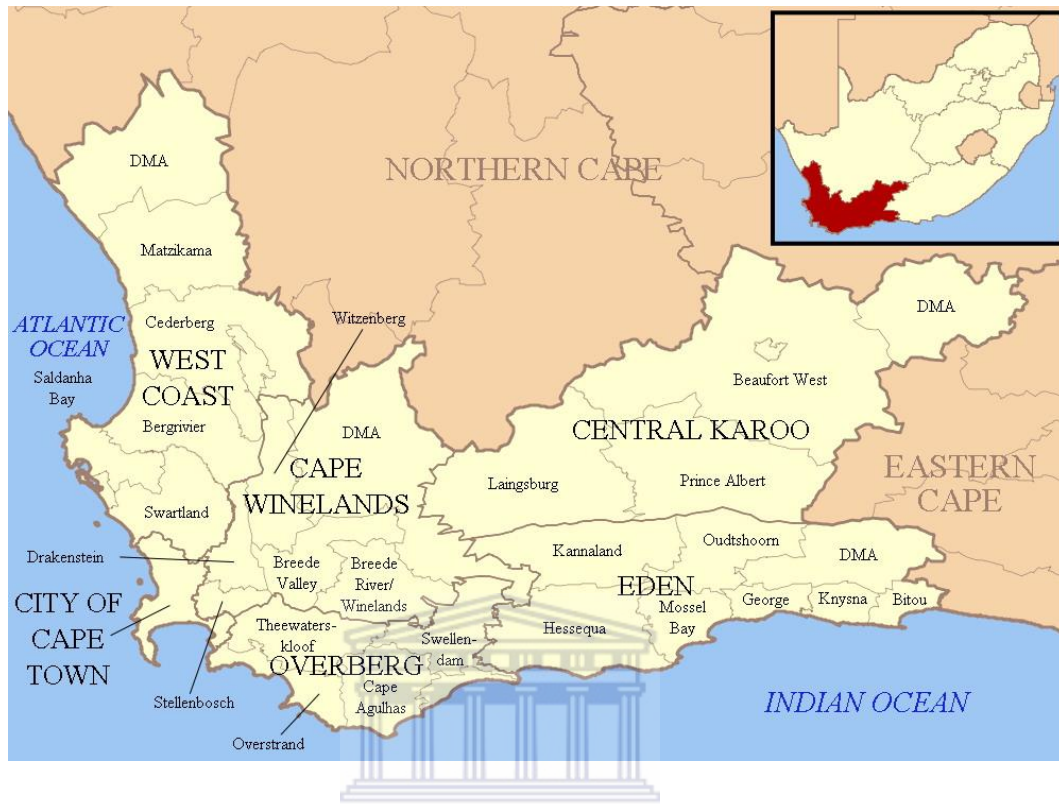 NORTHERN CAPE
DMA
Matzikama
Cederberg
Witzenberg
DMA
ATLANTIC
OCEAN
WEST
COAST
Saldanha
Bay
Beaufort West
Bergrivier
DMA
CENTRAL KAROO
CAPE
WINELANDS
EASTERN
CAPE
Laingsburg
Prince Albert
Swartland
Drakenstein
Kannaland
Oudtshoorn
DMA
Breede
Valley
Breede
River/
Winelands
EDEN
CITY OF
CAPE
TOWN
Theewaters-
kloof
Swellen-
dam
Hessequa
Mossel
Bay
George
Knysna
Bitou
OVERBERG
Cape
Agulhas
Stellenbosch
Overstrand
INDIAN OCEAN